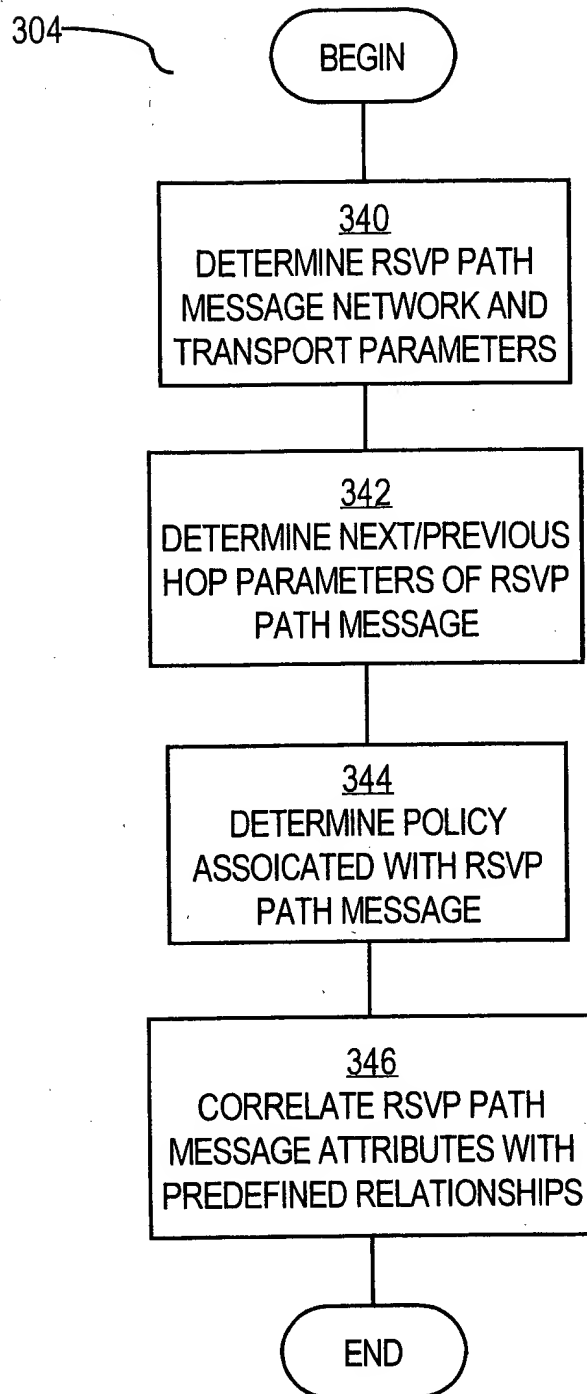 304
BEGIN
340
DETERMINE RSVP PATH
MESSAGE NETWORK AND
TRANSPORT PARAMETERS
342
DETERMINE NEXT/PREVIOUS
HOP PARAMETERS OF RSVP
PATH MESSAGE
344
DETERMINE POLICY
ASSOICATED WITH RSVP
PATH MESSAGE
346
CORRELATE RSVP PATH
MESSAGE ATTRIBUTES WITH
PREDEFINED RELATIONSHIPS
END